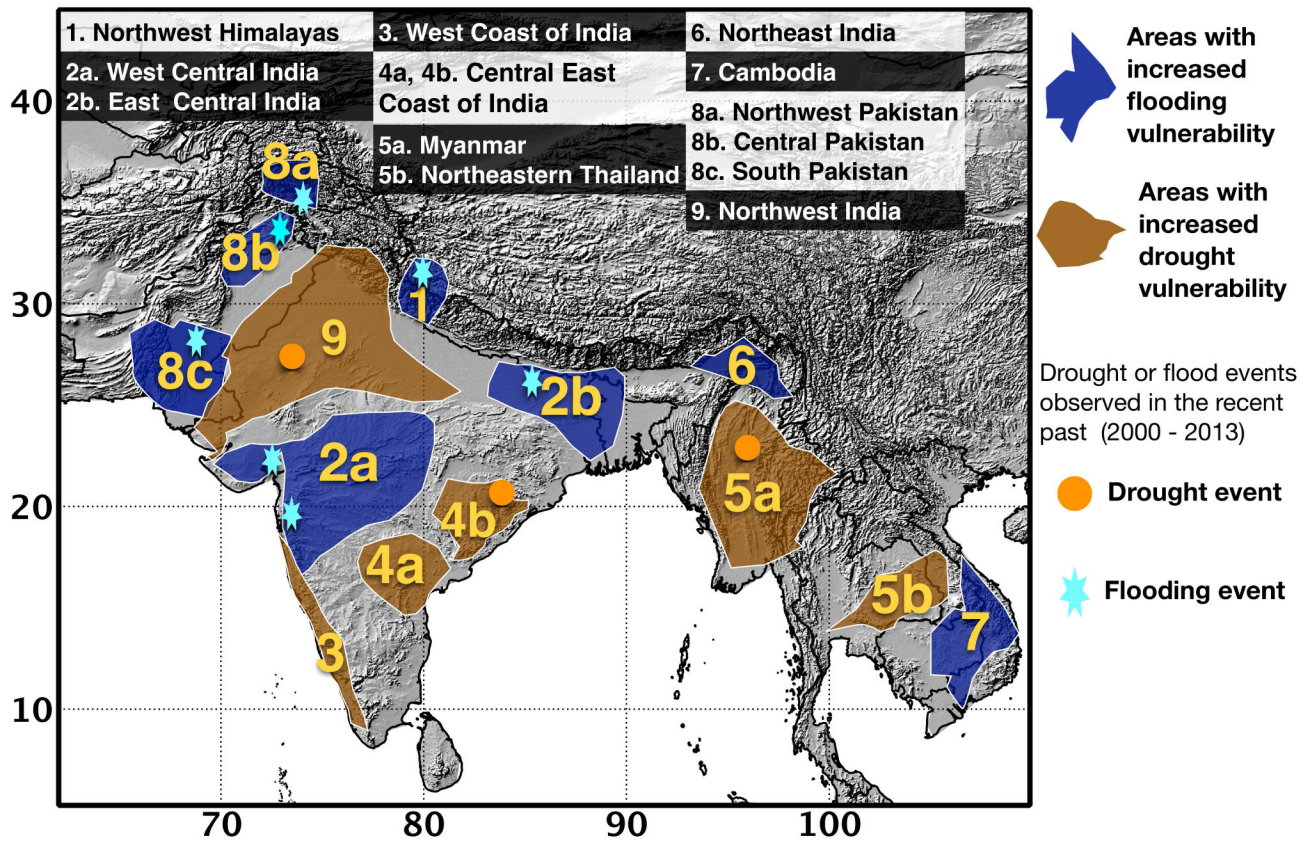 1. Northwest Himalayas
2a. West Central India
2b. East Central India
3. West Coast of India
4a, 4b. Central East
Coast of India
5a. Myanmar
5b. Northeastern Thailand
6. Northeast India
7. Cambodia
8a. Northwest Pakistan
8b. Central Pakistan
8c. South Pakistan
9. Northwest India
Areas with
increased
flooding
vulnerability
Areas with
increased
drought
vulnerability
Drought or flood events
observed in the recent
past (2000 - 2013)
Drought event
Flooding event
40
30
20
10
8a
8b
1
9
8c
6
2b
2a
5a
4b
4a
5b
7
3
70
80
90
100